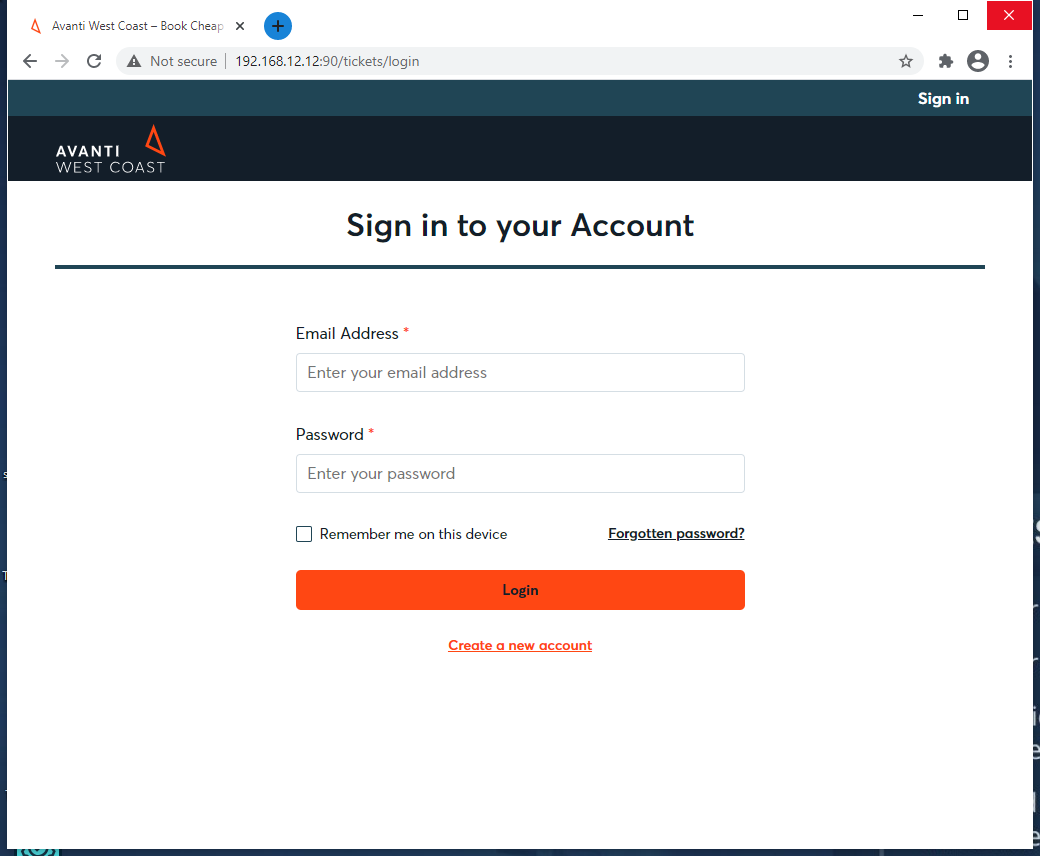 Avanti West Coast – Book Cheap
Not secure | 192.168.12.12:90/tickets/login
Sign in
AVANTI
WEST COAST
Sign in to your Account
Email Address *
Enter your email address
Password *
Enter your password
Remember me on this device Forgotten password?
Login
Create a new account